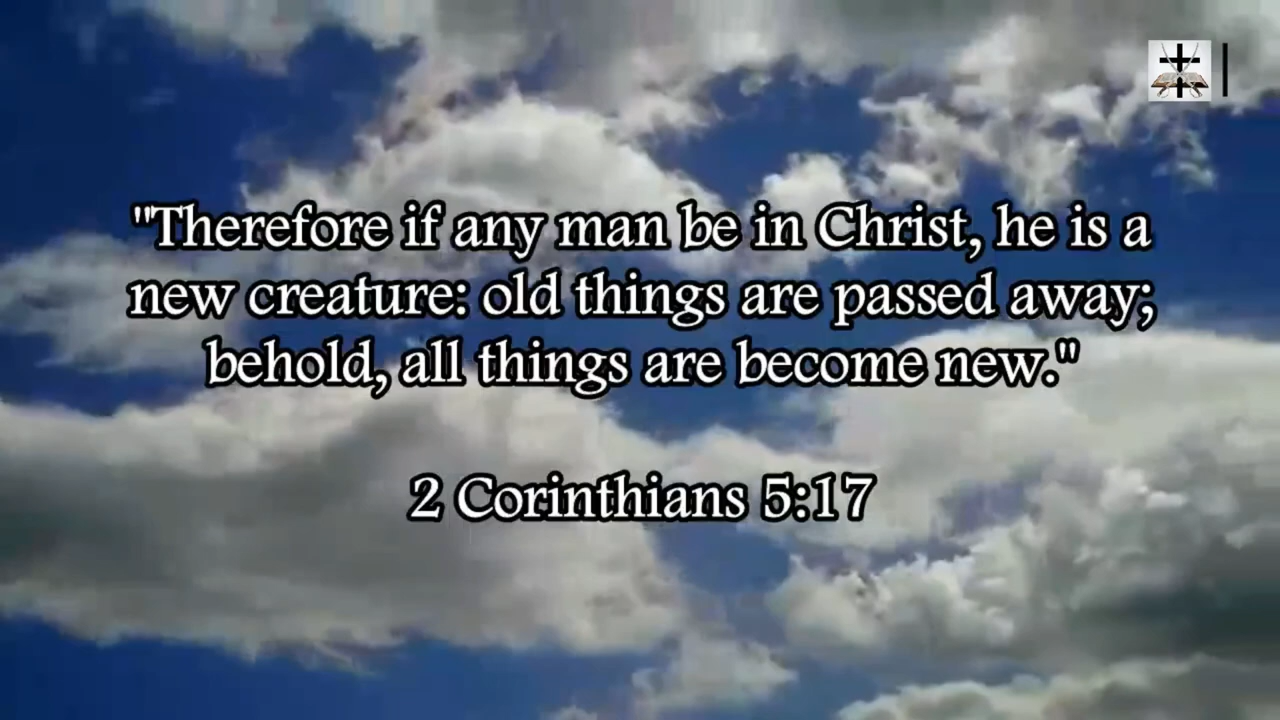 "Therefore if any man be in Christ, he is a
new creature: old things are passed away;
behold, all things are become new."
2 Corinthians 5:17